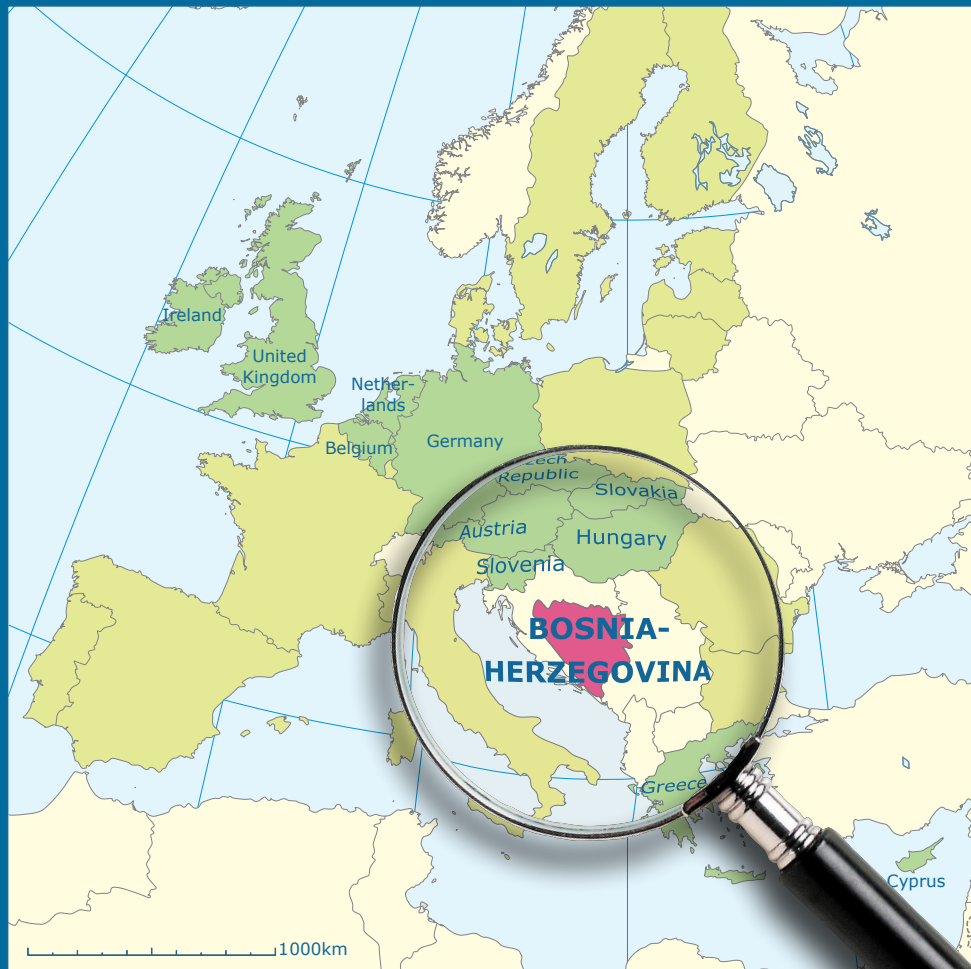 Ireland
United
Kingdom
Nether-
lands
Belgium
Germany
Czech
Republic
Slovakia
Austria
Hungary
Slovenia
BOSNIA-
HERZEGOVINA
Greece
Cyprus
1000km